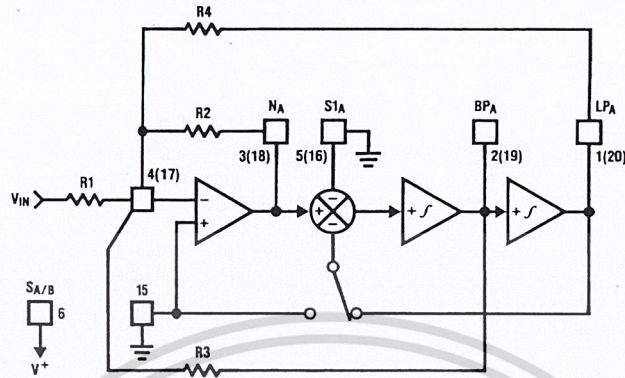 R4
R2
NA
S1A
BPA
LPA
3(18)
5(16)
2(19)
1(20)
4(17)
VIN
R1
−
+
+
−
−
+ ∫
+ ∫
SA/B
6
V+
15
R3